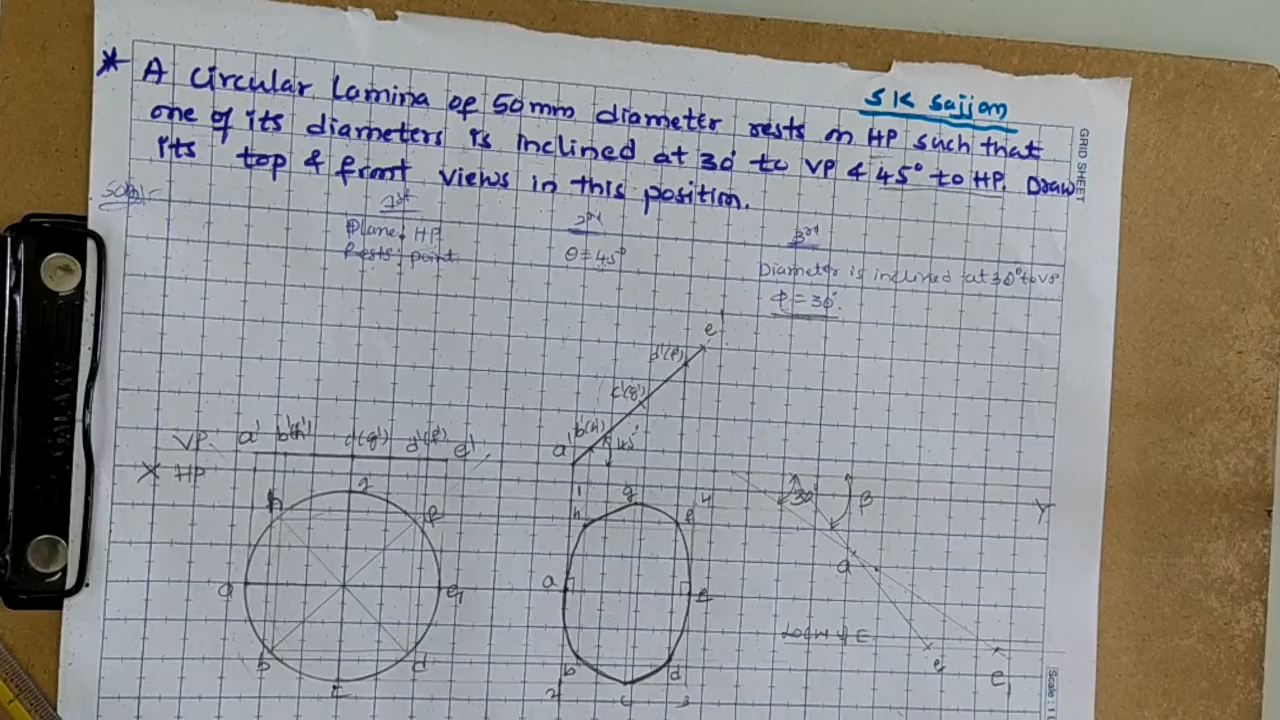 * A circular Lamina of 50mm diameter rests on HP such that
SK Sajjan
one of its diameters is inclined at 30° to VP & 45° to HP. Draw
its top & front views in this position.
GRID SHEET
1st
2nd
3rd
Plane: HP
Rests: point
θ = 45°
Diameter is inclined at 30° to VP
φ = 30°.
e'
c'(g')
b'(h')
a'
45°
VP
a' b'(h') c'(g') d'(f') e'
X HP
Y
30°
β
1
h
g
f
4
h
g
f
a
e
b
c
d
a
e
b
c
d
2
3
a
e
e₁